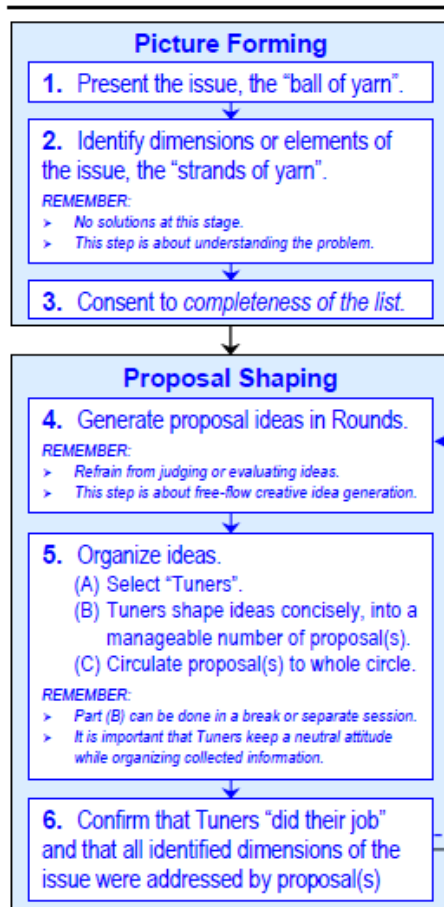 Picture Forming
1. Present the issue, the “ball of yarn”.
2. Identify dimensions or elements of
the issue, the “strands of yarn”.
REMEMBER:
➢ No solutions at this stage.
➢ This step is about understanding the problem.
3. Consent to completeness of the list.
Proposal Shaping
4. Generate proposal ideas in Rounds.
REMEMBER:
➢ Refrain from judging or evaluating ideas.
➢ This step is about free-flow creative idea generation.
5. Organize ideas.
(A) Select “Tuners”.
(B) Tuners shape ideas concisely, into a
manageable number of proposal(s).
(C) Circulate proposal(s) to whole circle.
REMEMBER:
➢ Part (B) can be done in a break or separate session.
➢ It is important that Tuners keep a neutral attitude
while organizing collected information.
6. Confirm that Tuners “did their job”
and that all identified dimensions of the
issue were addressed by proposal(s)